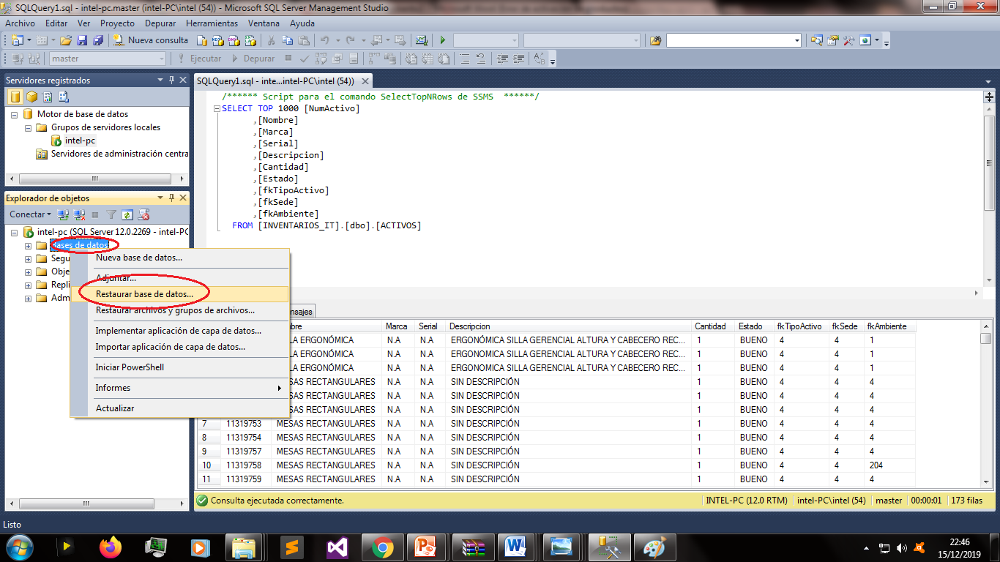 SQLQuery1.sql - intel-pc.master (intel-PC\intel (54)) - Microsoft SQL Server Management Studio
Archivo Editar Ver Proyecto Depurar Herramientas Ventana Ayuda
Nueva consulta
master Ejecutar Depurar
Servidores registrados
Motor de base de datos
Grupos de servidores locales
intel-pc
Servidores de administración centra
Explorador de objetos
Conectar
intel-pc (SQL Server 12.0.2269 - intel-PC
Bases de datos
Segu
Obje
Repli
Adm
Nueva base de datos...
Adjuntar...
Restaurar base de datos...
Restaurar archivos y grupos de archivos...
Implementar aplicación de capa de datos...
Importar aplicación de capa de datos...
Iniciar PowerShell
Informes
Actualizar
SQLQuery1.sql - inte...intel-PC\intel (54))
/****** Script para el comando SelectTopNRows de SSMS ******/
SELECT TOP 1000 [NumActivo]
,[Nombre]
,[Marca]
,[Serial]
,[Descripcion]
,[Cantidad]
,[Estado]
,[fkTipoActivo]
,[fkSede]
,[fkAmbiente]
FROM [INVENTARIOS_IT].[dbo].[ACTIVOS]
nsajes
bre Marca Serial Descripcion Cantidad Estado fkTipoActivo fkSede fkAmbiente
LA ERGONÓMICA N.A N.A ERGONÓMICA SILLA GERENCIAL ALTURA Y CABECERO REC... 1 BUENO 4 4 1
LA ERGONÓMICA N.A N.A ERGONOMICA SILLA GERENCIAL ALTURA Y CABECERO REC... 1 BUENO 4 4 1
LA ERGONÓMICA N.A N.A ERGONOMICA SILLA GERENCIAL ALTURA Y CABECERO REC... 1 BUENO 4 4 1
ESAS RECTANGULARES N.A N.A SIN DESCRIPCIÓN 1 BUENO 4 4 4
ESAS RECTANGULARES N.A N.A SIN DESCRIPCIÓN 1 BUENO 4 4 4
ESAS RECTANGULARES N.A N.A SIN DESCRIPCIÓN 1 BUENO 4 4 4
7 11319753 MESAS RECTANGULARES N.A N.A SIN DESCRIPCIÓN 1 BUENO 4 4 4
8 11319754 MESAS RECTANGULARES N.A N.A SIN DESCRIPCIÓN 1 BUENO 4 4 4
9 11319757 MESAS RECTANGULARES N.A N.A SIN DESCRIPCIÓN 1 BUENO 4 4 4
10 11319758 MESAS RECTANGULARES N.A N.A SIN DESCRIPCIÓN 1 BUENO 4 4 204
11 11319759 MESAS RECTANGULARES N.A N.A SIN DESCRIPCIÓN 1 BUENO 4 4 4
Consulta ejecutada correctamente. INTEL-PC (12.0 RTM) intel-PC\intel (54) master 00:00:01 173 filas
Listo
22:46
15/12/2019